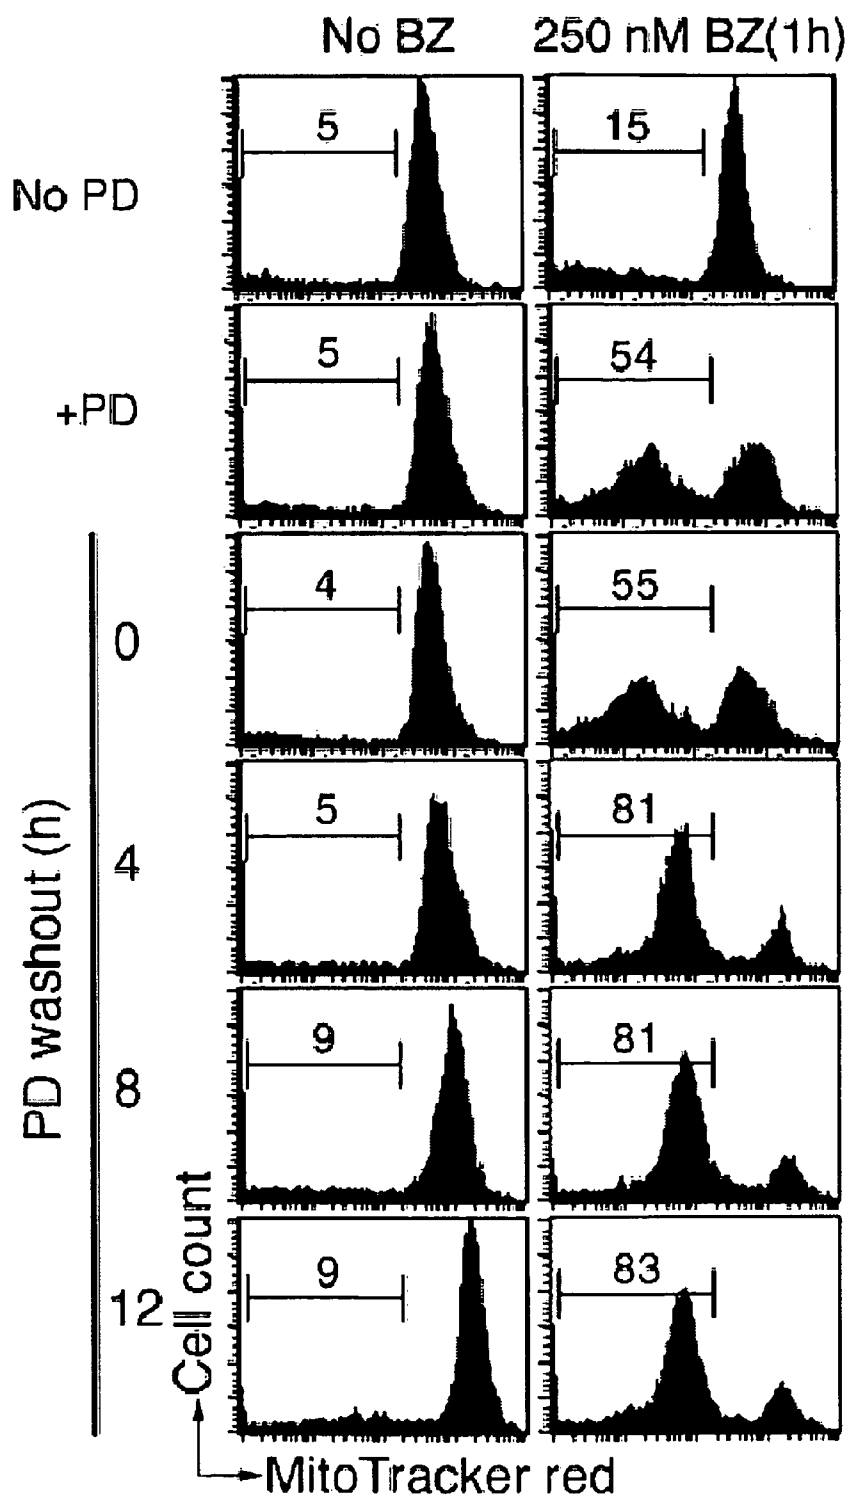 No BZ 250 nM BZ(1h)
No PD 5 15
+PD 5 54
PD washout (h)
0 4 55
4 5 81
8 9 81
12 9 83
Cell count
MitoTracker red